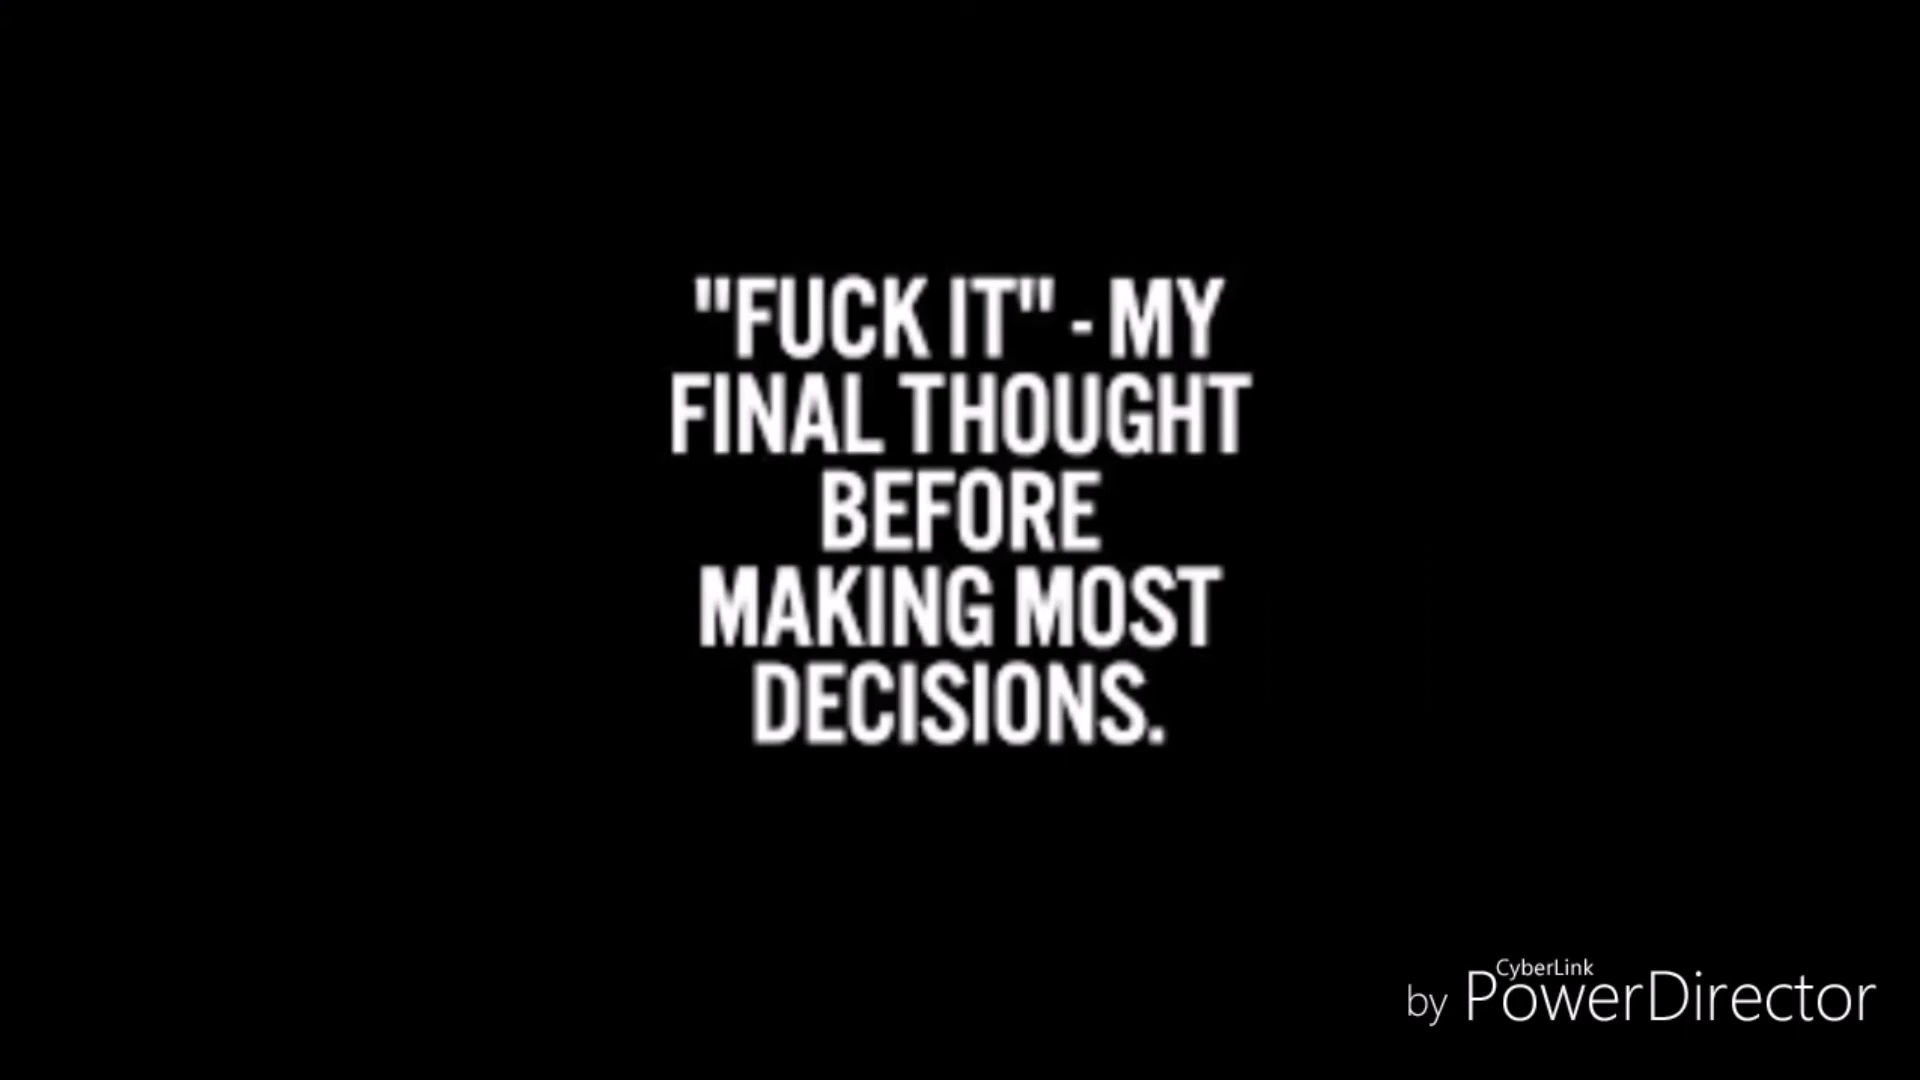 "FUCK IT" - MY
FINAL THOUGHT
BEFORE
MAKING MOST
DECISIONS.
CyberLink
by PowerDirector